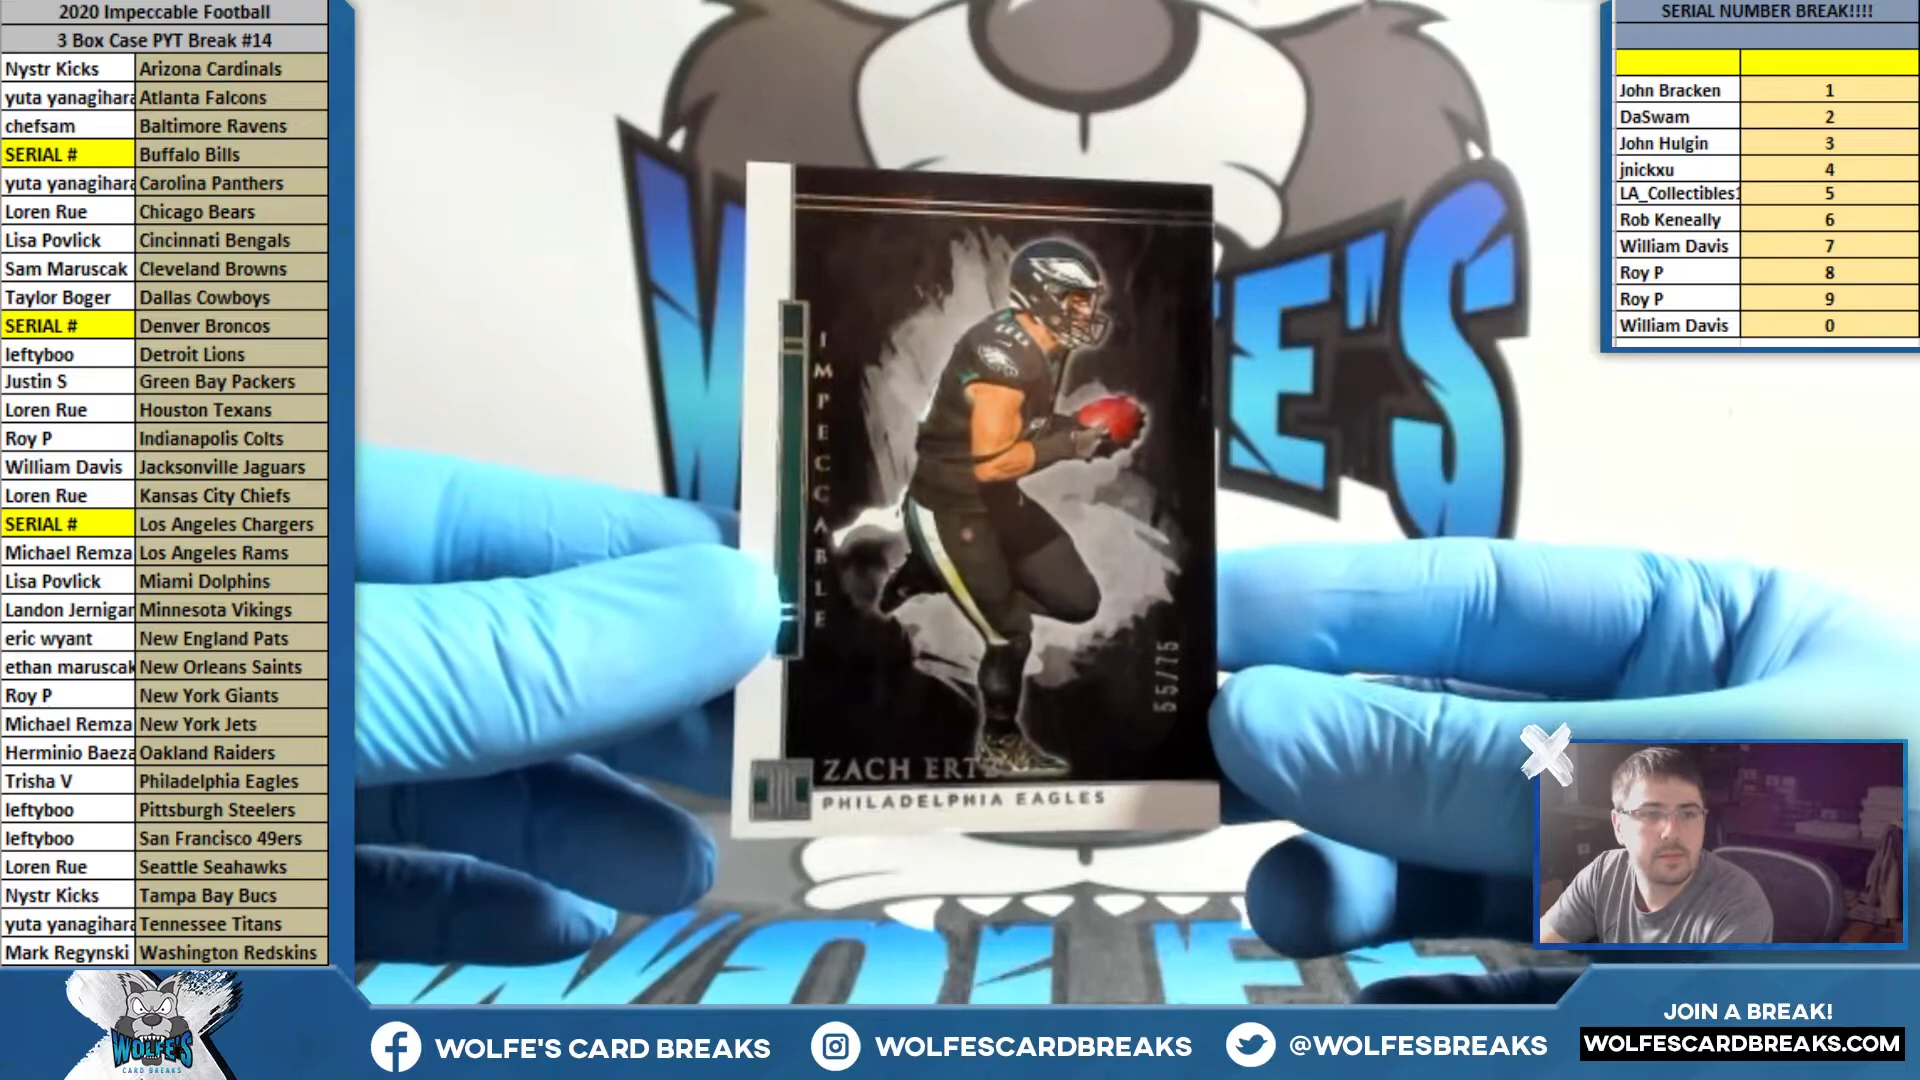 2020 Impeccable Football
3 Box Case PYT Break #14
Nystr Kicks Arizona Cardinals
yuta yanagihara Atlanta Falcons
chefsam Baltimore Ravens
SERIAL # Buffalo Bills
yuta yanagihara Carolina Panthers
Loren Rue Chicago Bears
Lisa Povlick Cincinnati Bengals
Sam Maruscak Cleveland Browns
Taylor Boger Dallas Cowboys
SERIAL # Denver Broncos
leftyboo Detroit Lions
Justin S Green Bay Packers
Loren Rue Houston Texans
Roy P Indianapolis Colts
William Davis Jacksonville Jaguars
Loren Rue Kansas City Chiefs
SERIAL # Los Angeles Chargers
Michael Remza Los Angeles Rams
Lisa Povlick Miami Dolphins
Landon Jernigan Minnesota Vikings
eric wyant New England Pats
ethan maruscak New Orleans Saints
Roy P New York Giants
Michael Remza New York Jets
Herminio Baeza Oakland Raiders
Trisha V Philadelphia Eagles
leftyboo Pittsburgh Steelers
leftyboo San Francisco 49ers
Loren Rue Seattle Seahawks
Nystr Kicks Tampa Bay Bucs
yuta yanagihara Tennessee Titans
Mark Regynski Washington Redskins
WOLFE'S
CARD BREAKS
WOLFE'S
IMPECCABLE
55/75
ZACH ERTZ
PHILADELPHIA EAGLES
WOLFE
SERIAL NUMBER BREAK!!!!
John Bracken 1
DaSwam 2
John Hulgin 3
jnickxu 4
LA_Collectibles1 5
Rob Keneally 6
William Davis 7
Roy P 8
Roy P 9
William Davis 0
WOLFE'S CARD BREAKS
WOLFESCARDBREAKS
@WOLFESBREAKS
JOIN A BREAK!
WOLFESCARDBREAKS.COM